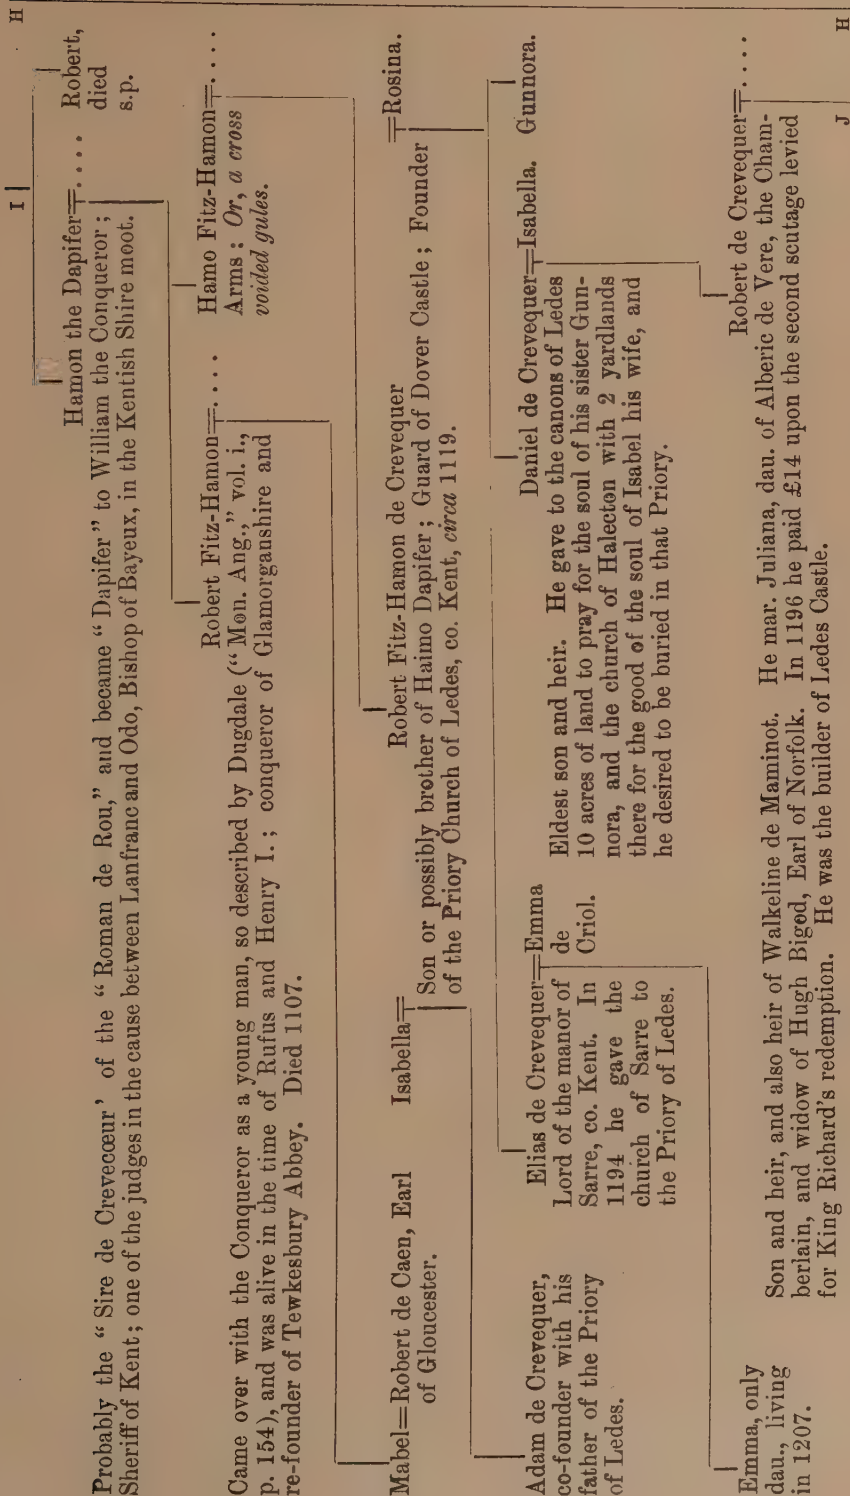 I
H
Hamon the Dapifer=....
Robert,
died
s.p.
Probably the “Sire de Crevecœur’ of the “Roman de Rou,” and became “Dapifer” to William the Conqueror;
Sheriff of Kent; one of the judges in the cause between Lanfranc and Odo, Bishop of Bayeux, in the Kentish Shire moot.
Robert Fitz-Hamon=....
Came over with the Conqueror as a young man, so described by Dugdale (“Mon. Ang.,” vol. i.,
p. 154), and was alive in the time of Rufus and Henry I.; conqueror of Glamorganshire and
re-founder of Tewkesbury Abbey. Died 1107.
Hamo Fitz-Hamon=....
Arms: Or, a cross
voided gules.
Mabel=Robert de Caen, Earl
of Gloucester.
Isabella=
Robert Fitz-Hamon de Crevequer
=Rosina.
Son or possibly brother of Haimo Dapifer; Guard of Dover Castle; Founder
of the Priory Church of Ledes, co. Kent, circa 1119.
Adam de Crevequer,
co-founder with his
father of the Priory
of Ledes.
Elias de Crevequer=Emma
de
Criol.
Lord of the manor of
Sarre, co. Kent. In
1194 he gave the
church of Sarre to
the Priory of Ledes.
Daniel de Crevequer=Isabella.
Gunnora.
Eldest son and heir. He gave to the canons of Ledes
10 acres of land to pray for the soul of his sister Gun-
nora, and the church of Halecton with 2 yardlands
there for the good of the soul of Isabel his wife, and
he desired to be buried in that Priory.
Emma, only
dau., living
in 1207.
Robert de Crevequer=....
Son and heir, and also heir of Walkeline de Maminot. He mar. Juliana, dau. of Alberic de Vere, the Cham-
berlain, and widow of Hugh Bigod, Earl of Norfolk. In 1196 he paid £14 upon the second scutage levied
for King Richard’s redemption. He was the builder of Ledes Castle.
J
H